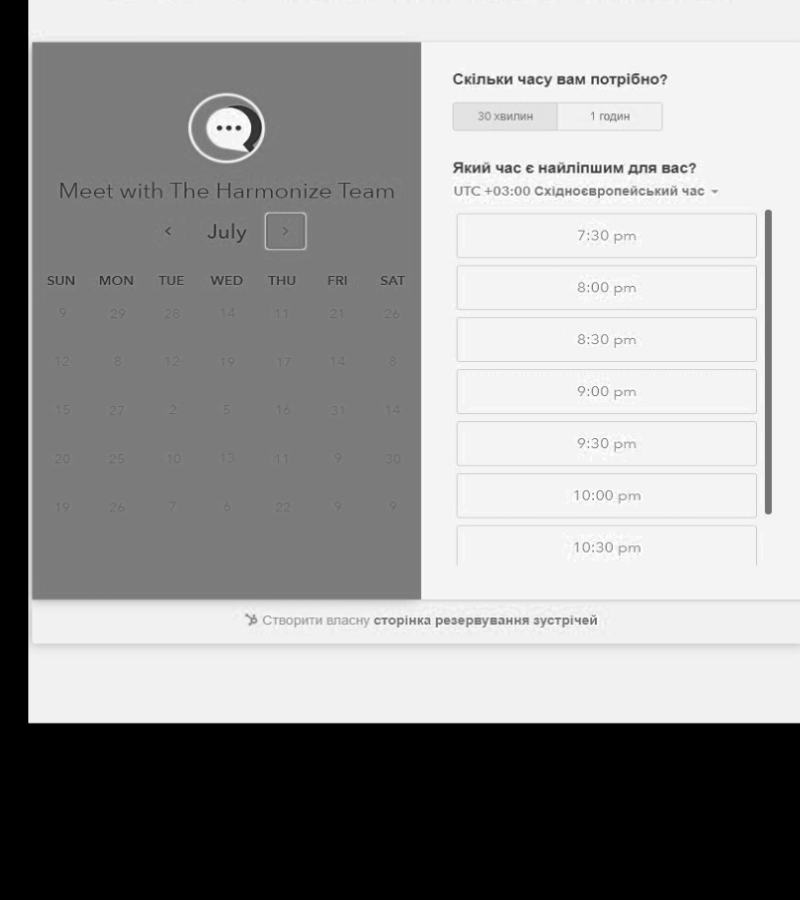 Meet with The Harmonize Team
July
SUN MON TUE WED THU FRI SAT
9 29 28 14 11 21 26
12 8 12 19 17 14 8
15 27 2 5 16 31 14
20 25 10 13 11 9 30
19 26 7 6 22 9 9
Скільки часу вам потрібно?
30 хвилин 1 годин
Який час є найліпшим для вас?
UTC +03:00 Східноєвропейський час
7:30 pm
8:00 pm
8:30 pm
9:00 pm
9:30 pm
10:00 pm
10:30 pm
Створити власну сторінка резервування зустрічей